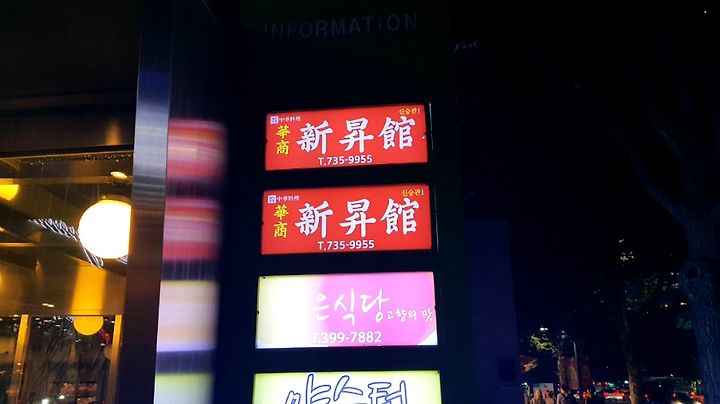 INFORMATION
中華料理 신승관
華商 新昇館
T.735-9955
中華料理 신승관
華商 新昇館
T.735-9955
은식당 고향의 맛
T.399-7882